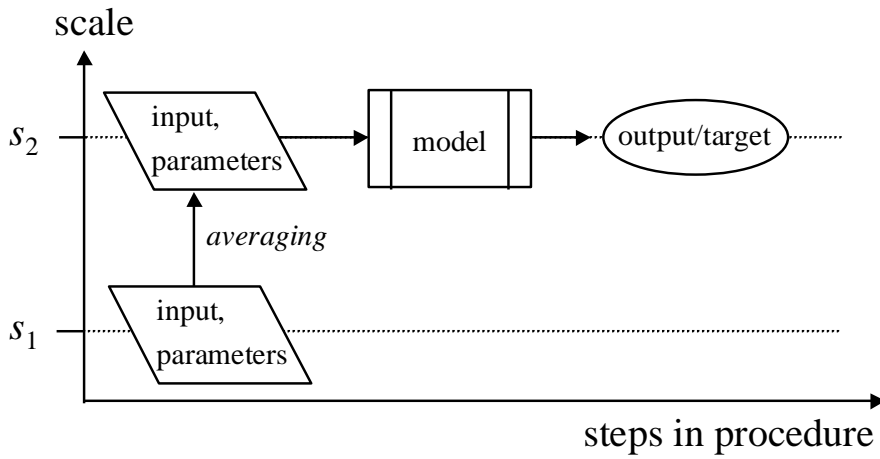 scale
s2
input,
parameters
model
output/target
averaging
s1
input,
parameters
steps in procedure